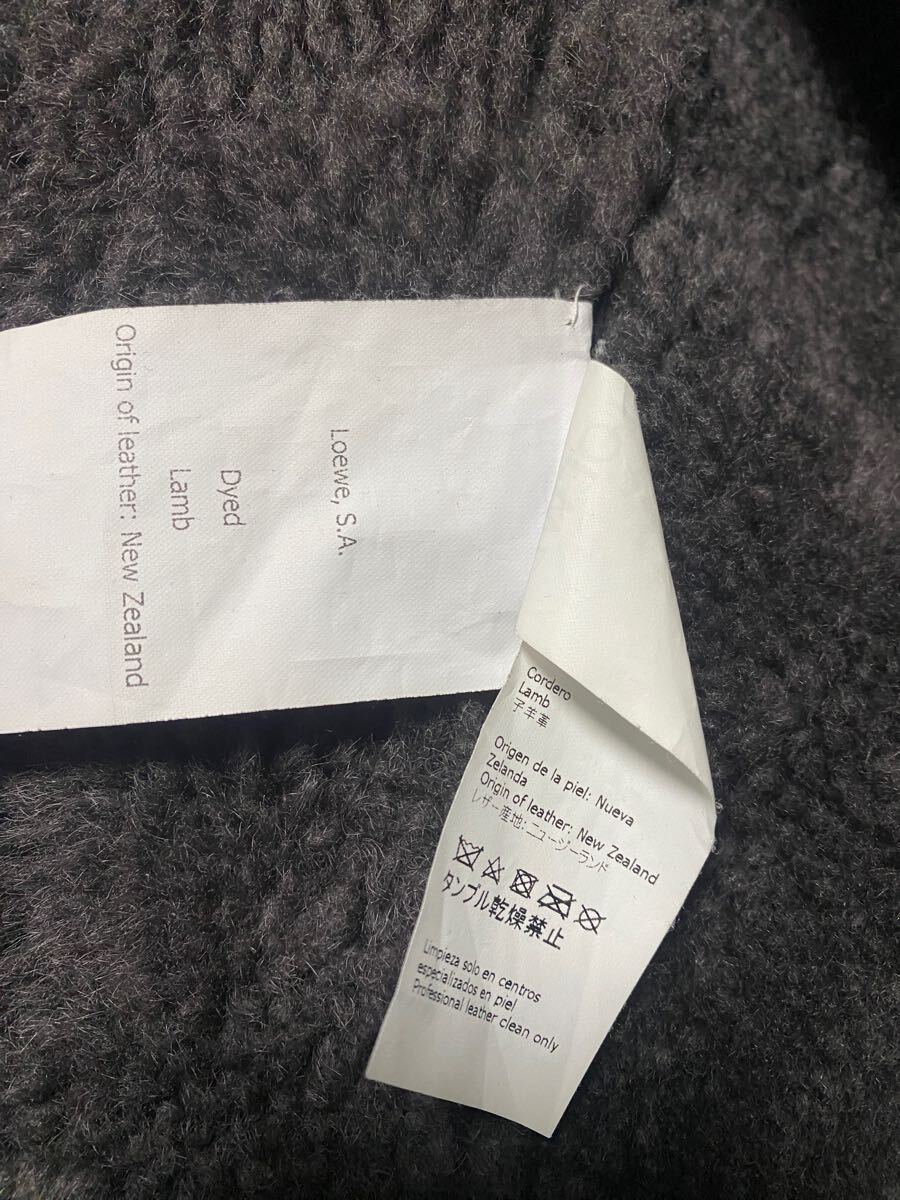 Loewe, S.A.
Dyed
Lamb
Origin of leather: New Zealand
Cordero
Lamb
子羊革
Origen de la piel: Nueva
Zelanda
Origin of leather: New Zealand
レザー産地: ニュージーランド
タンブル乾燥禁止
Limpieza solo en centros
especializados en piel
Professional leather clean only